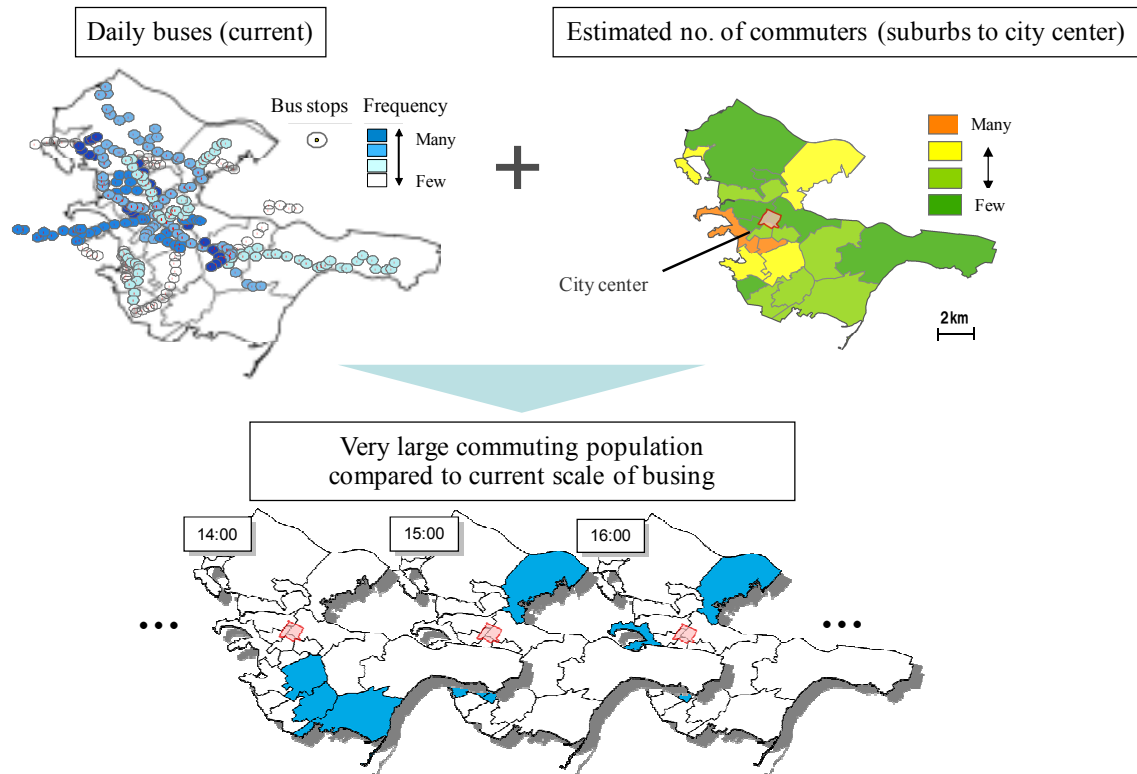 Daily buses (current)
Estimated no. of commuters (suburbs to city center)
Bus stops Frequency
Many
Few
Many
Few
City center
2km
Very large commuting population
compared to current scale of busing
14:00
15:00
16:00